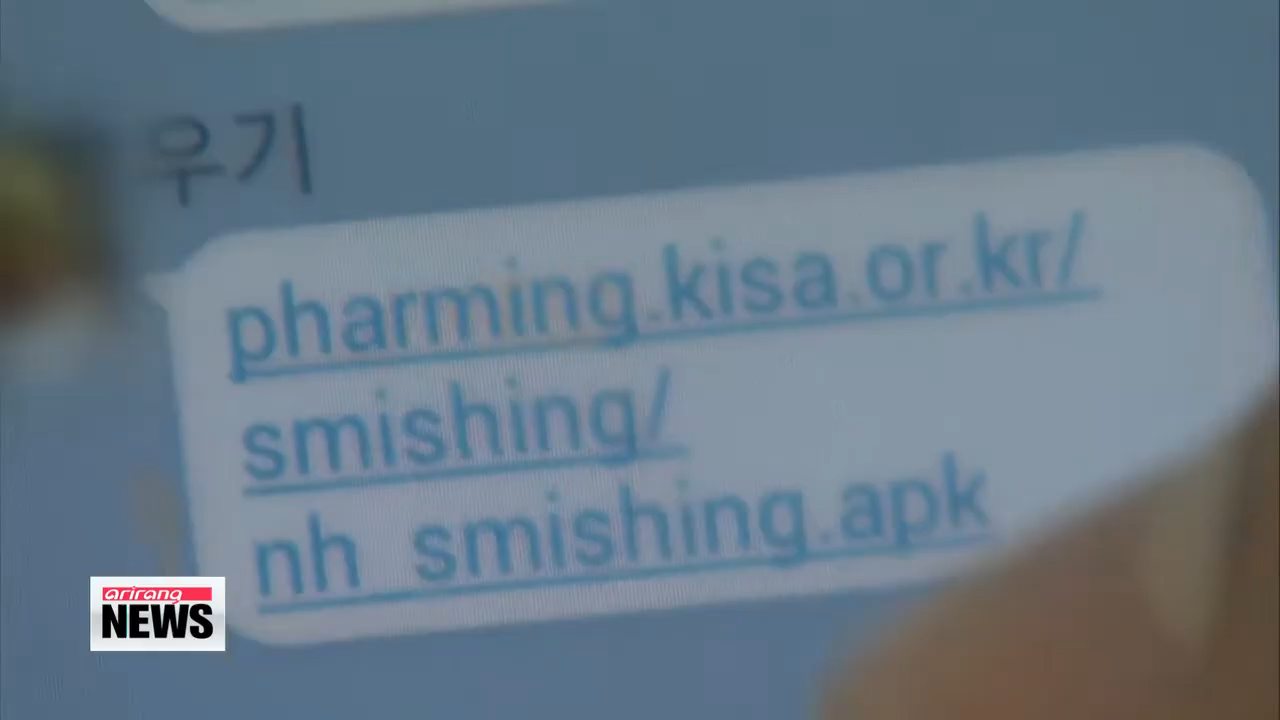 우기
pharming.kisa.or.kr/
smishing/
nh_smishing.apk
arirang
NEWS